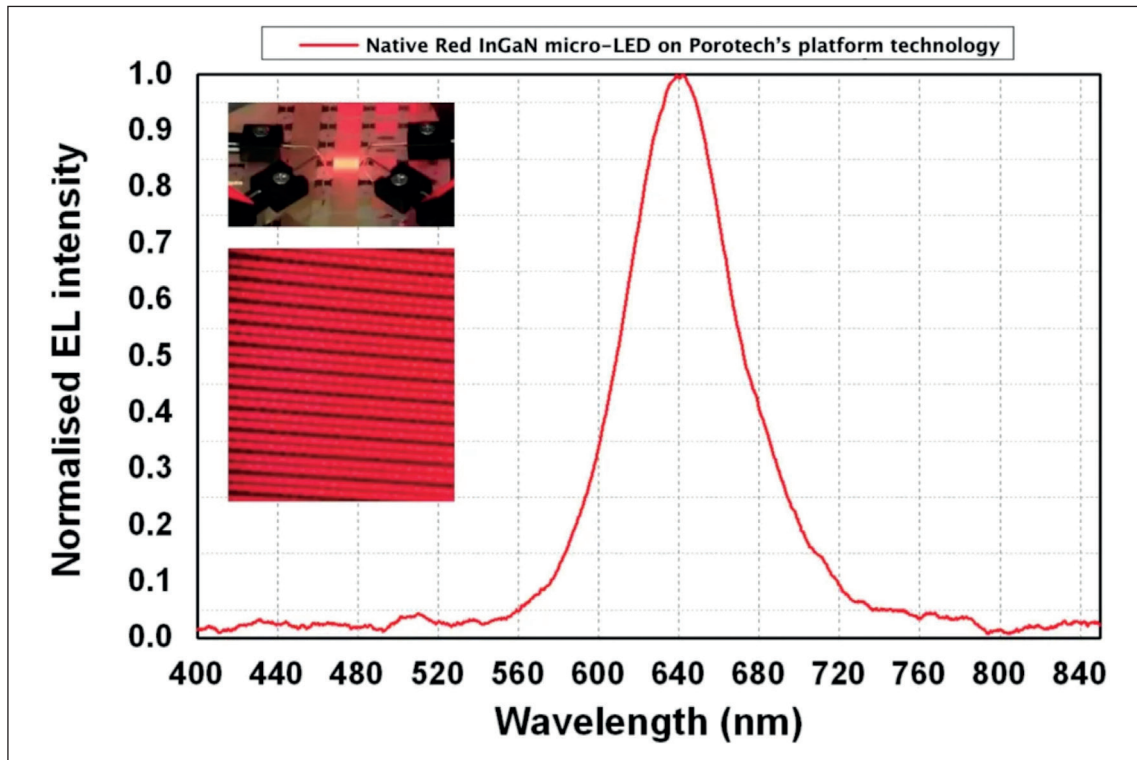 Native Red InGaN micro-LED on Porotech's platform technology
Normalised EL intensity
1.0
0.9
0.8
0.7
0.6
0.5
0.4
0.3
0.2
0.1
0.0
400 440 480 520 560 600 640 680 720 760 800 840
Wavelength (nm)